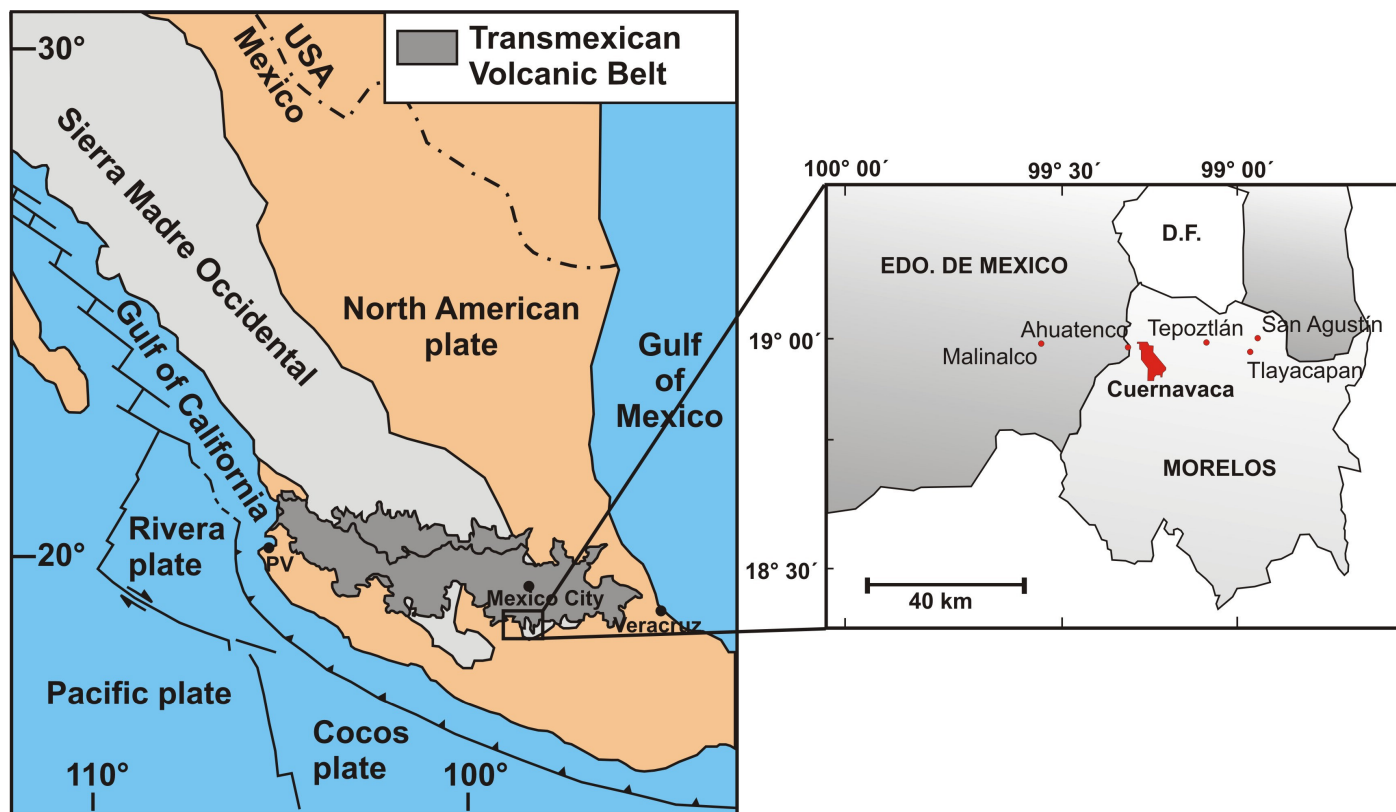 30°
USA
Mexico
Transmexican
Volcanic Belt
Sierra Madre Occidental
North American
plate
Gulf of California
Gulf
of
Mexico
Rivera
plate
20°
PV
Mexico City
Veracruz
Pacific plate
Cocos
plate
110°
100°
100° 00´
99° 30´
99° 00´
D.F.
EDO. DE MEXICO
Ahuatenco
Tepoztlán
San Agustín
19° 00´
Malinalco
Tlayacapan
Cuernavaca
MORELOS
18° 30´
40 km